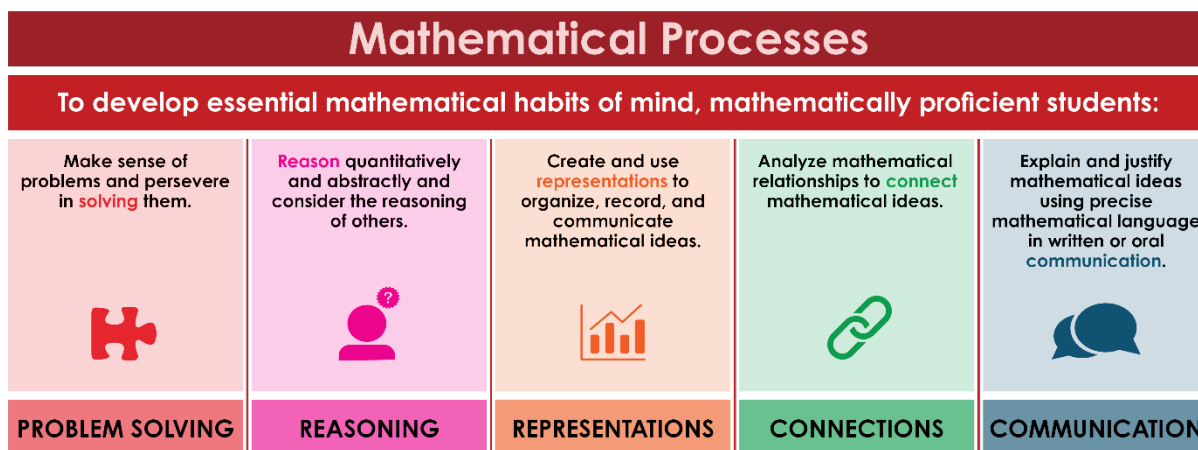 Mathematical Processes
To develop essential mathematical habits of mind, mathematically proficient students:
Make sense of
problems and persevere
in solving them.
PROBLEM SOLVING
Reason quantitatively
and abstractly and
consider the reasoning
of others.
?
REASONING
Create and use
representations to
organize, record, and
communicate
mathematical ideas.
REPRESENTATIONS
Analyze mathematical
relationships to connect
mathematical ideas.
CONNECTIONS
Explain and justify
mathematical ideas
using precise
mathematical language
in written or oral
communication.
COMMUNICATION